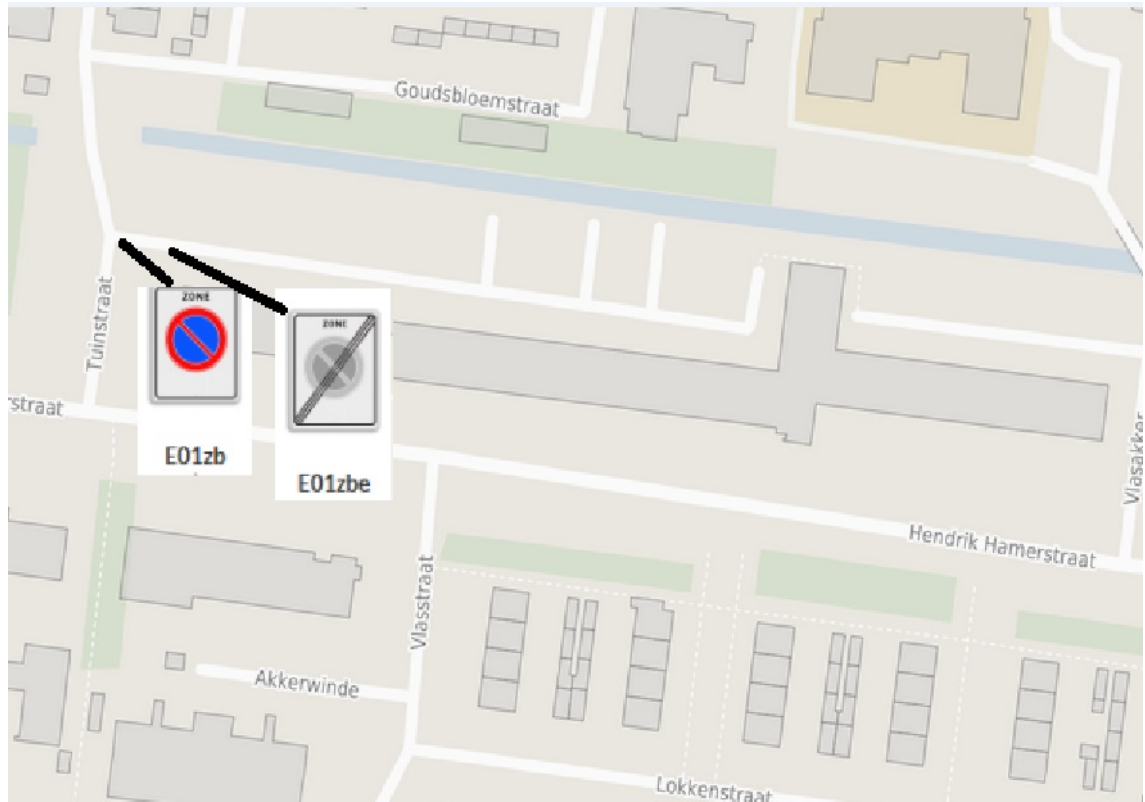 Goudsbloemstraat
Tuinstraat
ZONE
ZONE
rstraat
E01zb
E01zbe
Vlasakker
Hendrik Hamerstraat
Vlasstraat
Akkerwinde
Lokkenstraat